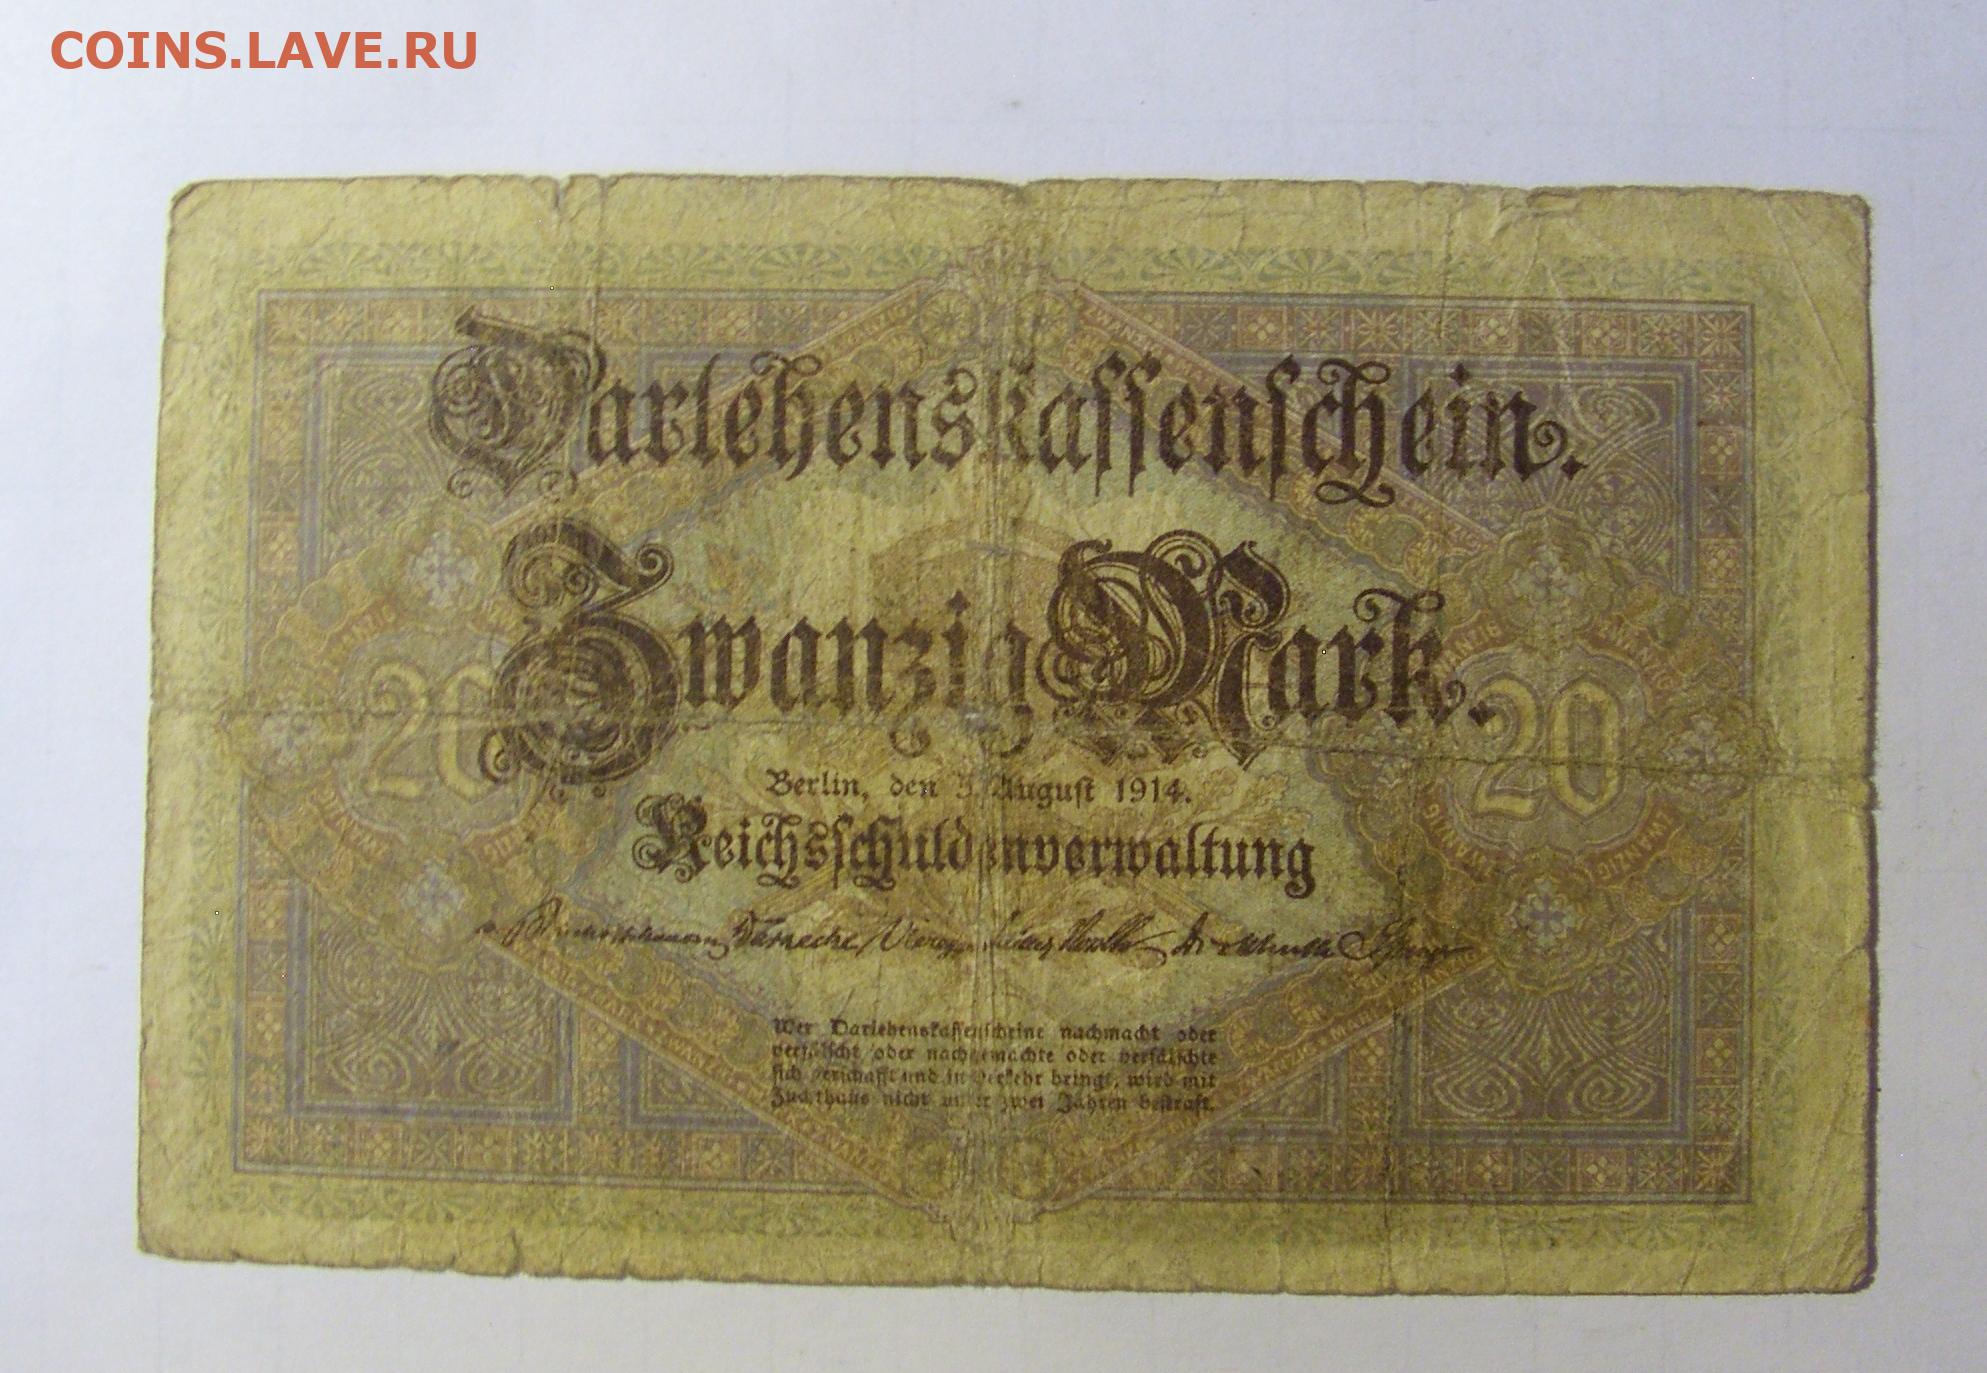 COINS.LAVE.RU
Darlehenskassenschein.
Zwanzig Mark.
20
20
Berlin, den 5. August 1914.
Reichsschuldenverwaltung
Wer Darlehenskassenscheine nachmacht oder
verfälscht oder nachgemachte oder verfälschte
sich verschafft und in Verkehr bringt, wird mit
Zuchthaus nicht unter zwei Jahren bestraft.